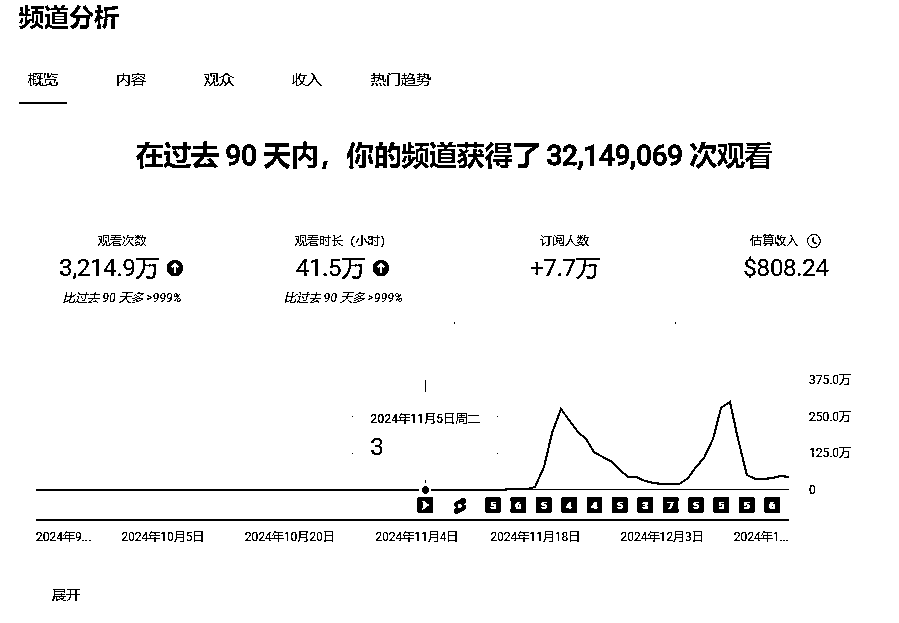 频道分析
概览 内容 观众 收入 热门趋势
在过去 90 天内，你的频道获得了 32,149,069 次观看
观看次数 观看时长 (小时) 订阅人数 估算收入
3,214.9万 41.5万 +7.7万 $808.24
比过去 90 天多 >999% 比过去 90 天多 >999%
375.0万
2024年11月5日周二
250.0万
3
125.0万
0
5 6 5 4 4 5 3 7 5 5 5 6
2024年9... 2024年10月5日 2024年10月20日 2024年11月4日 2024年11月18日 2024年12月3日 2024年1...
展开